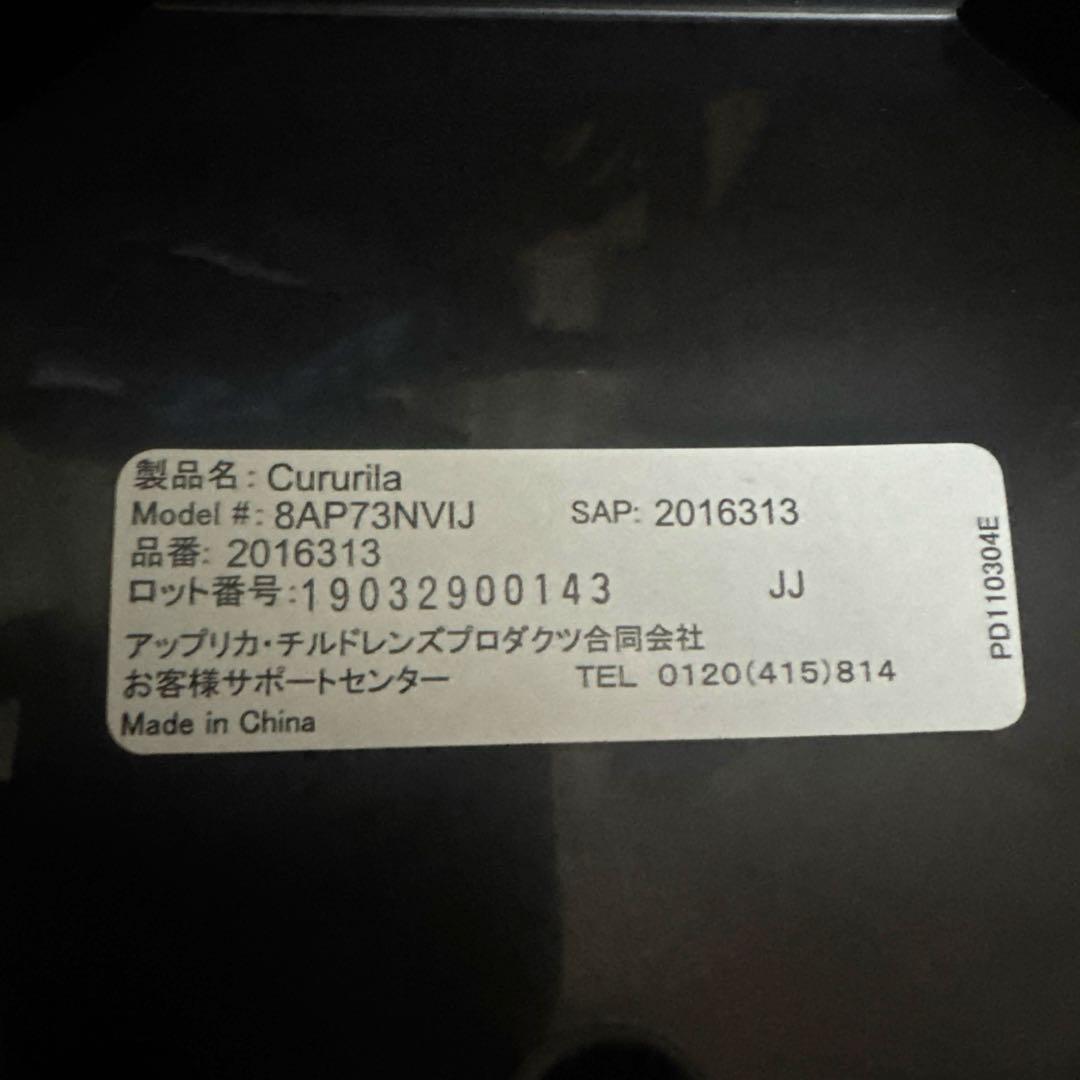 製品名: Cururila
Model #: 8AP73NVIJ SAP: 2016313
品番: 2016313
ロット番号:19032900143 JJ
アップリカ・チルドレンズプロダクツ合同会社
お客様サポートセンター TEL 0120(415)814
Made in China
PD110304E